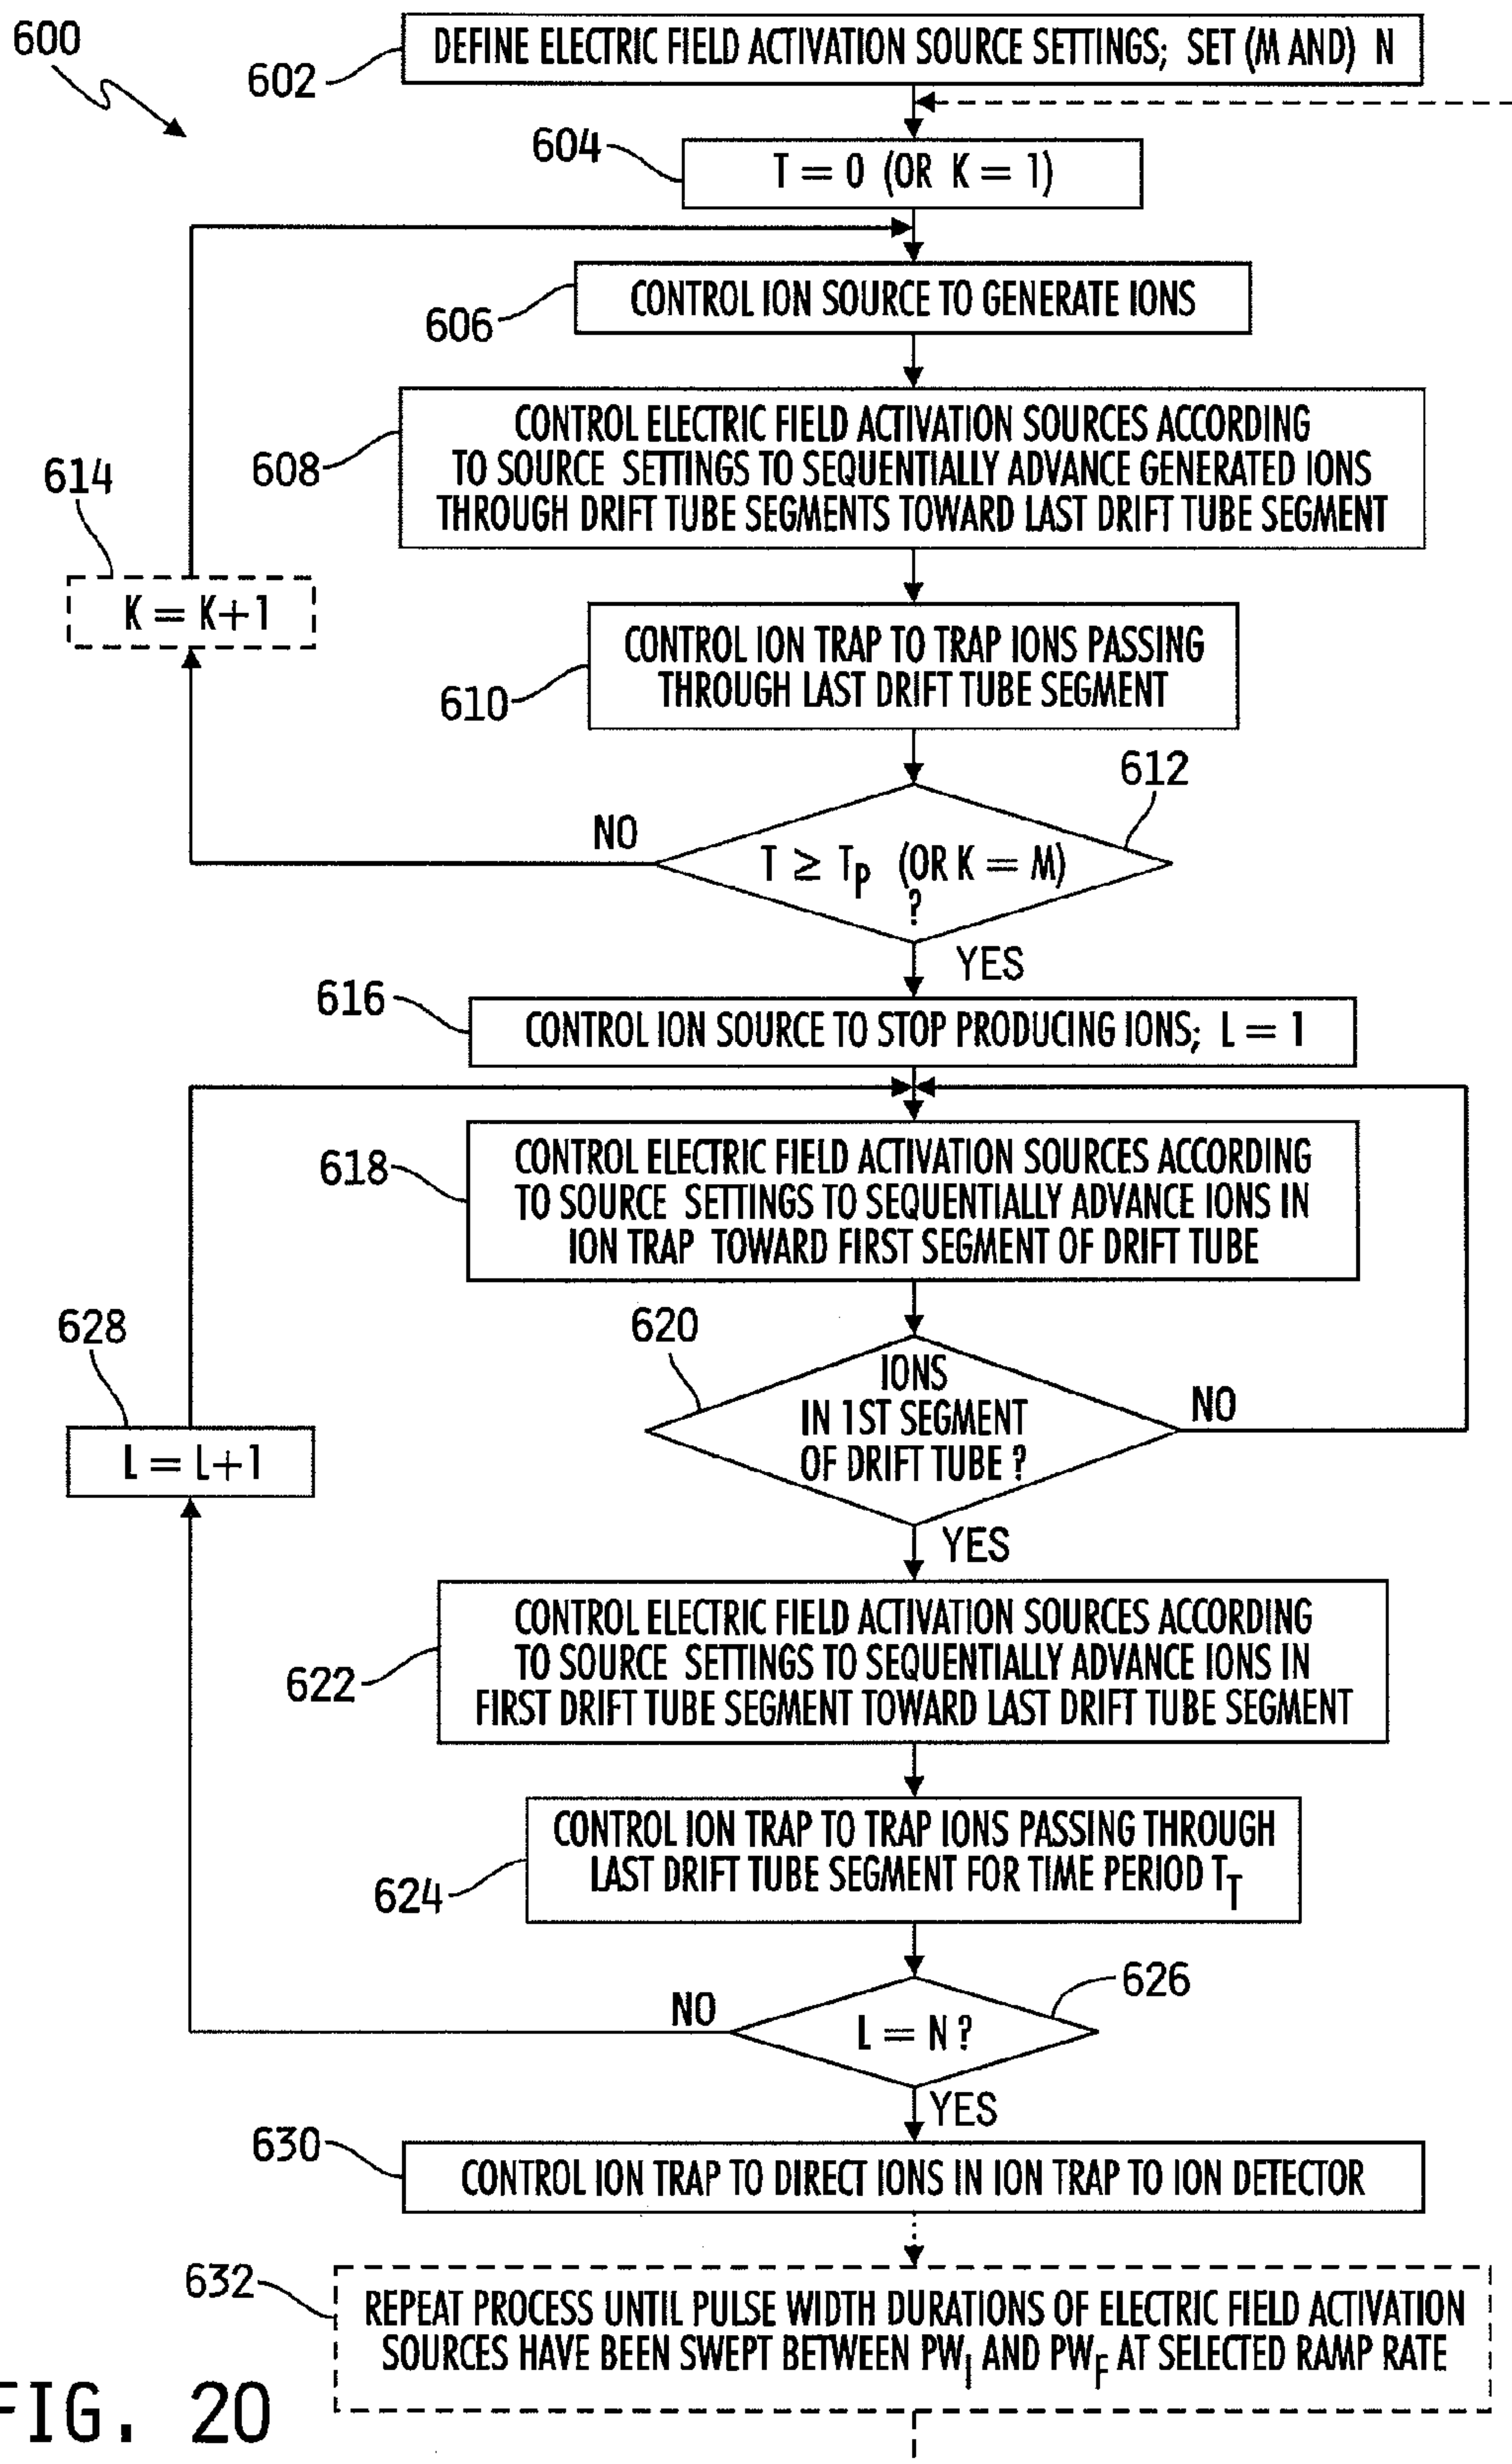 600
602
DEFINE ELECTRIC FIELD ACTIVATION SOURCE SETTINGS; SET (M AND) N
604
T = 0 (OR K = 1)
606
CONTROL ION SOURCE TO GENERATE IONS
608
CONTROL ELECTRIC FIELD ACTIVATION SOURCES ACCORDING
TO SOURCE SETTINGS TO SEQUENTIALLY ADVANCE GENERATED IONS
THROUGH DRIFT TUBE SEGMENTS TOWARD LAST DRIFT TUBE SEGMENT
614
K = K+1
610
CONTROL ION TRAP TO TRAP IONS PASSING
THROUGH LAST DRIFT TUBE SEGMENT
612
NO
T ≥ TP (OR K = M)
?
YES
616
CONTROL ION SOURCE TO STOP PRODUCING IONS; L = 1
618
CONTROL ELECTRIC FIELD ACTIVATION SOURCES ACCORDING
TO SOURCE SETTINGS TO SEQUENTIALLY ADVANCE IONS IN
ION TRAP TOWARD FIRST SEGMENT OF DRIFT TUBE
628
L = L+1
620
IONS
IN 1ST SEGMENT
OF DRIFT TUBE ?
NO
YES
622
CONTROL ELECTRIC FIELD ACTIVATION SOURCES ACCORDING
TO SOURCE SETTINGS TO SEQUENTIALLY ADVANCE IONS IN
FIRST DRIFT TUBE SEGMENT TOWARD LAST DRIFT TUBE SEGMENT
624
CONTROL ION TRAP TO TRAP IONS PASSING THROUGH
LAST DRIFT TUBE SEGMENT FOR TIME PERIOD TT
626
NO
L = N ?
YES
630
CONTROL ION TRAP TO DIRECT IONS IN ION TRAP TO ION DETECTOR
632
REPEAT PROCESS UNTIL PULSE WIDTH DURATIONS OF ELECTRIC FIELD ACTIVATION
SOURCES HAVE BEEN SWEPT BETWEEN PWI AND PWF AT SELECTED RAMP RATE
FIG. 20